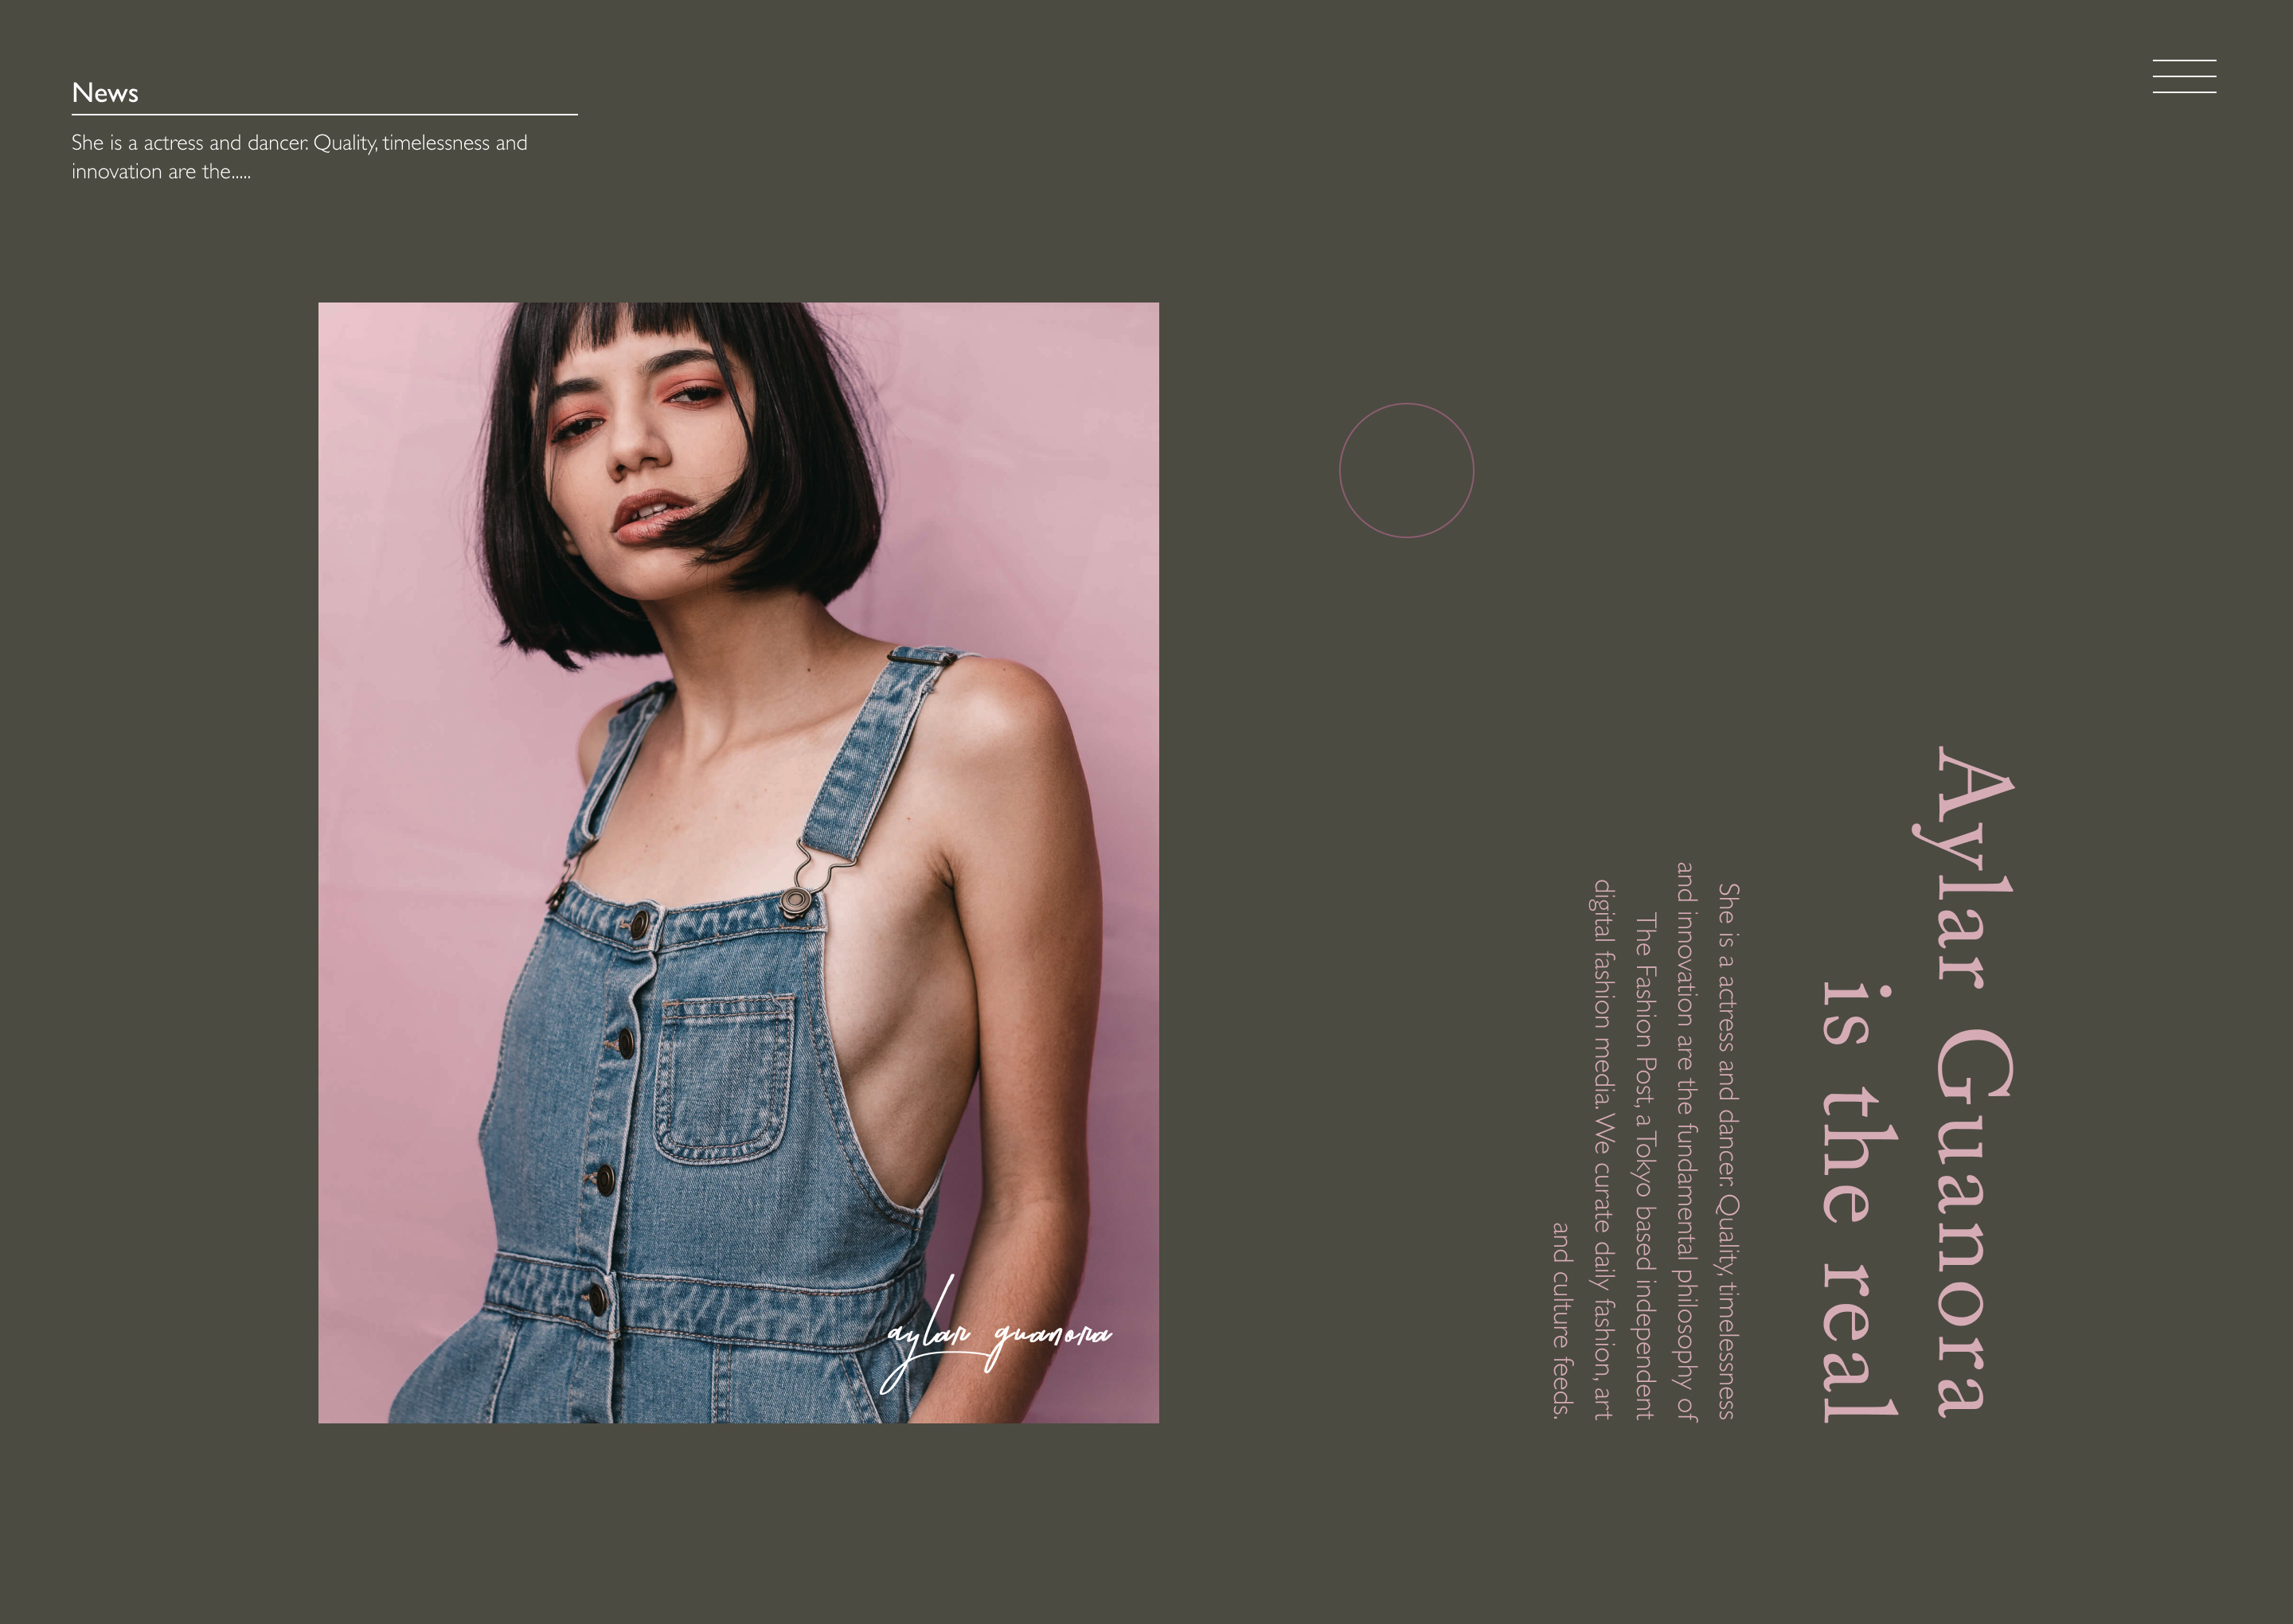 News
She is a actress and dancer. Quality, timelessness and
innovation are the.....
aylar guanora
Aylar Guanora
is the real
She is a actress and dancer. Quality, timelessness
and innovation are the fundamental philosophy of
The Fashion Post, a Tokyo based independent
digital fashion media. We curate daily fashion, art
and culture feeds.